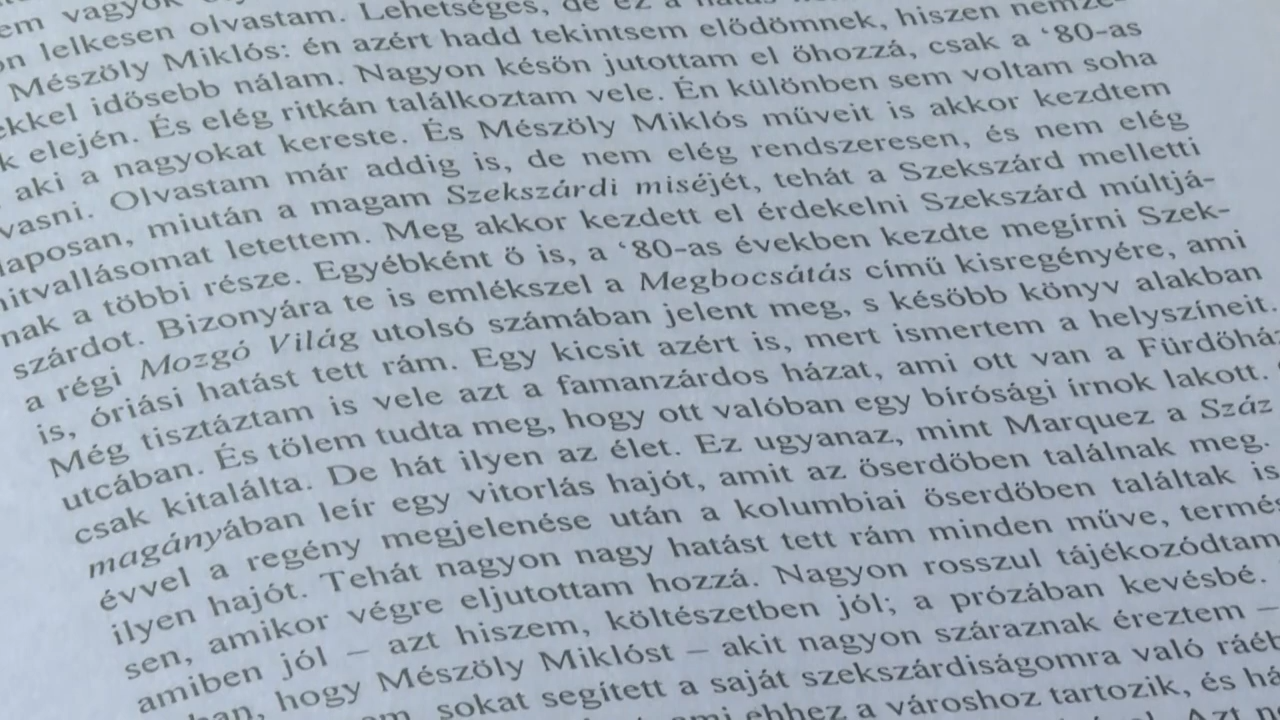 vagyok
lelkesen olvastam. Lehetséges, de ez a
Mészöly Miklós: én azért hadd tekintsem elődömnek, hiszen nemze-
idősebb nálam. Nagyon későn jutottam el őhozzá, csak a ‘80-as
elején. És elég ritkán találkoztam vele. Én különben sem voltam soha
aki a nagyokat kereste. És Mészöly Miklós műveit is akkor kezdtem
Olvastam már addig is, de nem elég rendszeresen, és nem elég
miután a magam Szekszárdi miséjét, tehát a Szekszárd melletti
hitvallásomat letettem. Meg akkor kezdett el érdekelni Szekszárd múltjá-
nak a többi része. Egyébként ő is, a ‘80-as években kezdte megírni Szek-
szárdot. Bizonyára te is emlékszel a Megbocsátás című kisregényére, ami
a régi Mozgó Világ utolsó számában jelent meg, s később könyv alakban
is, óriási hatást tett rám. Egy kicsit azért is, mert ismertem a helyszíneit.
Még tisztáztam is vele azt a famanzárdos házat, ami ott van a Fürdőhá
utcában. És tőlem tudta meg, hogy ott valóban egy bírósági írnok lakott.
csak kitalálta. De hát ilyen az élet. Ez ugyanaz, mint Marquez a Száz
magányában leír egy vitorlás hajót, amit az őserdőben találnak meg.
évvel a regény megjelenése után a kolumbiai őserdőben találtak is
ilyen hajót. Tehát nagyon nagy hatást tett rám minden műve, termé
sen, amikor végre eljutottam hozzá. Nagyon rosszul tájékozódtam
amiben jól – azt hiszem, költészetben jól; a prózában kevésbé.
hogy Mészöly Miklóst – akit nagyon száraznak éreztem –
sokat segített a saját szekszárdiságomra való
ehhez a városhoz tartozik, és